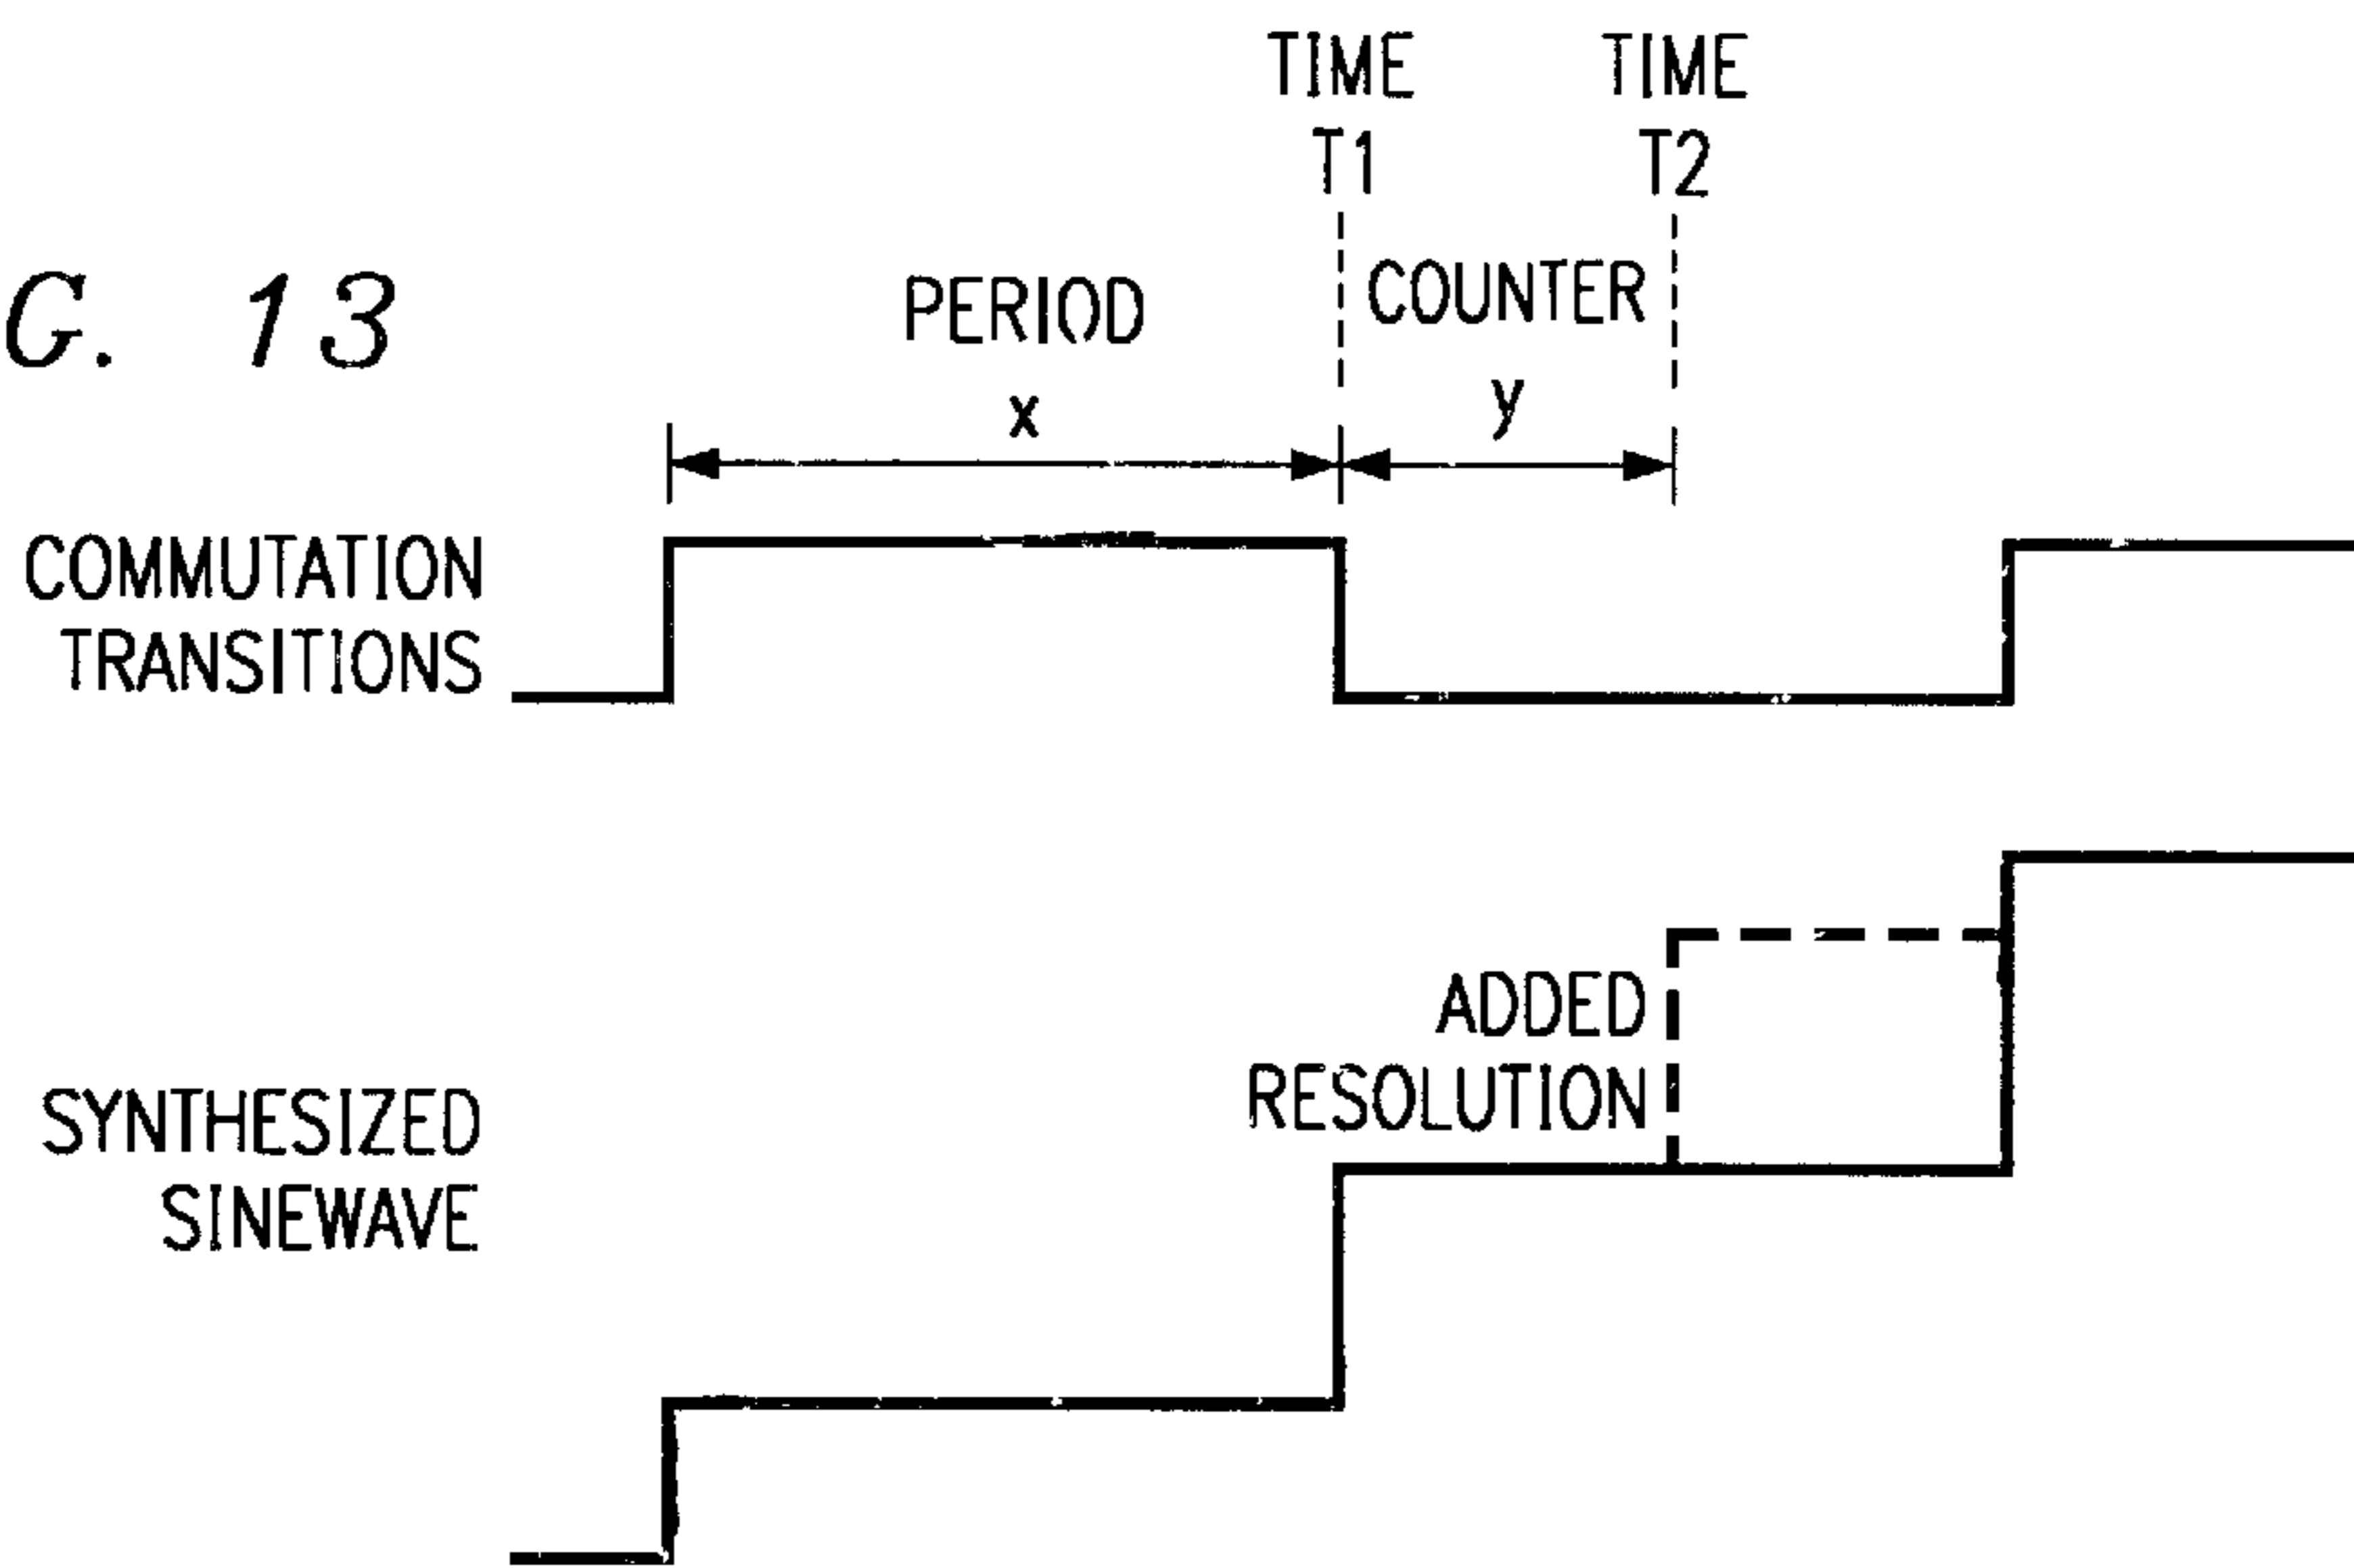 G. 13
TIME
T1
TIME
T2
PERIOD
x
COUNTER
y
COMMUTATION
TRANSITIONS
ADDED
RESOLUTION
SYNTHESIZED
SINEWAVE